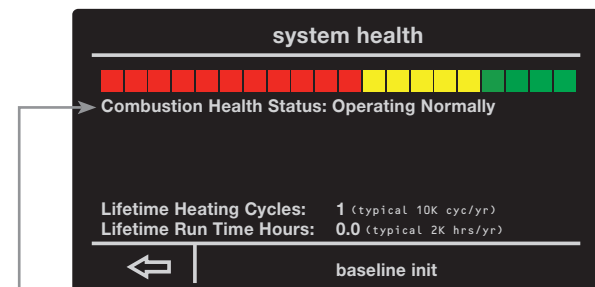 system health
Combustion Health Status: Operating Normally
Lifetime Heating Cycles: 1 (typical 10K cyc/yr)
Lifetime Run Time Hours: 0.0 (typical 2K hrs/yr)
baseline init